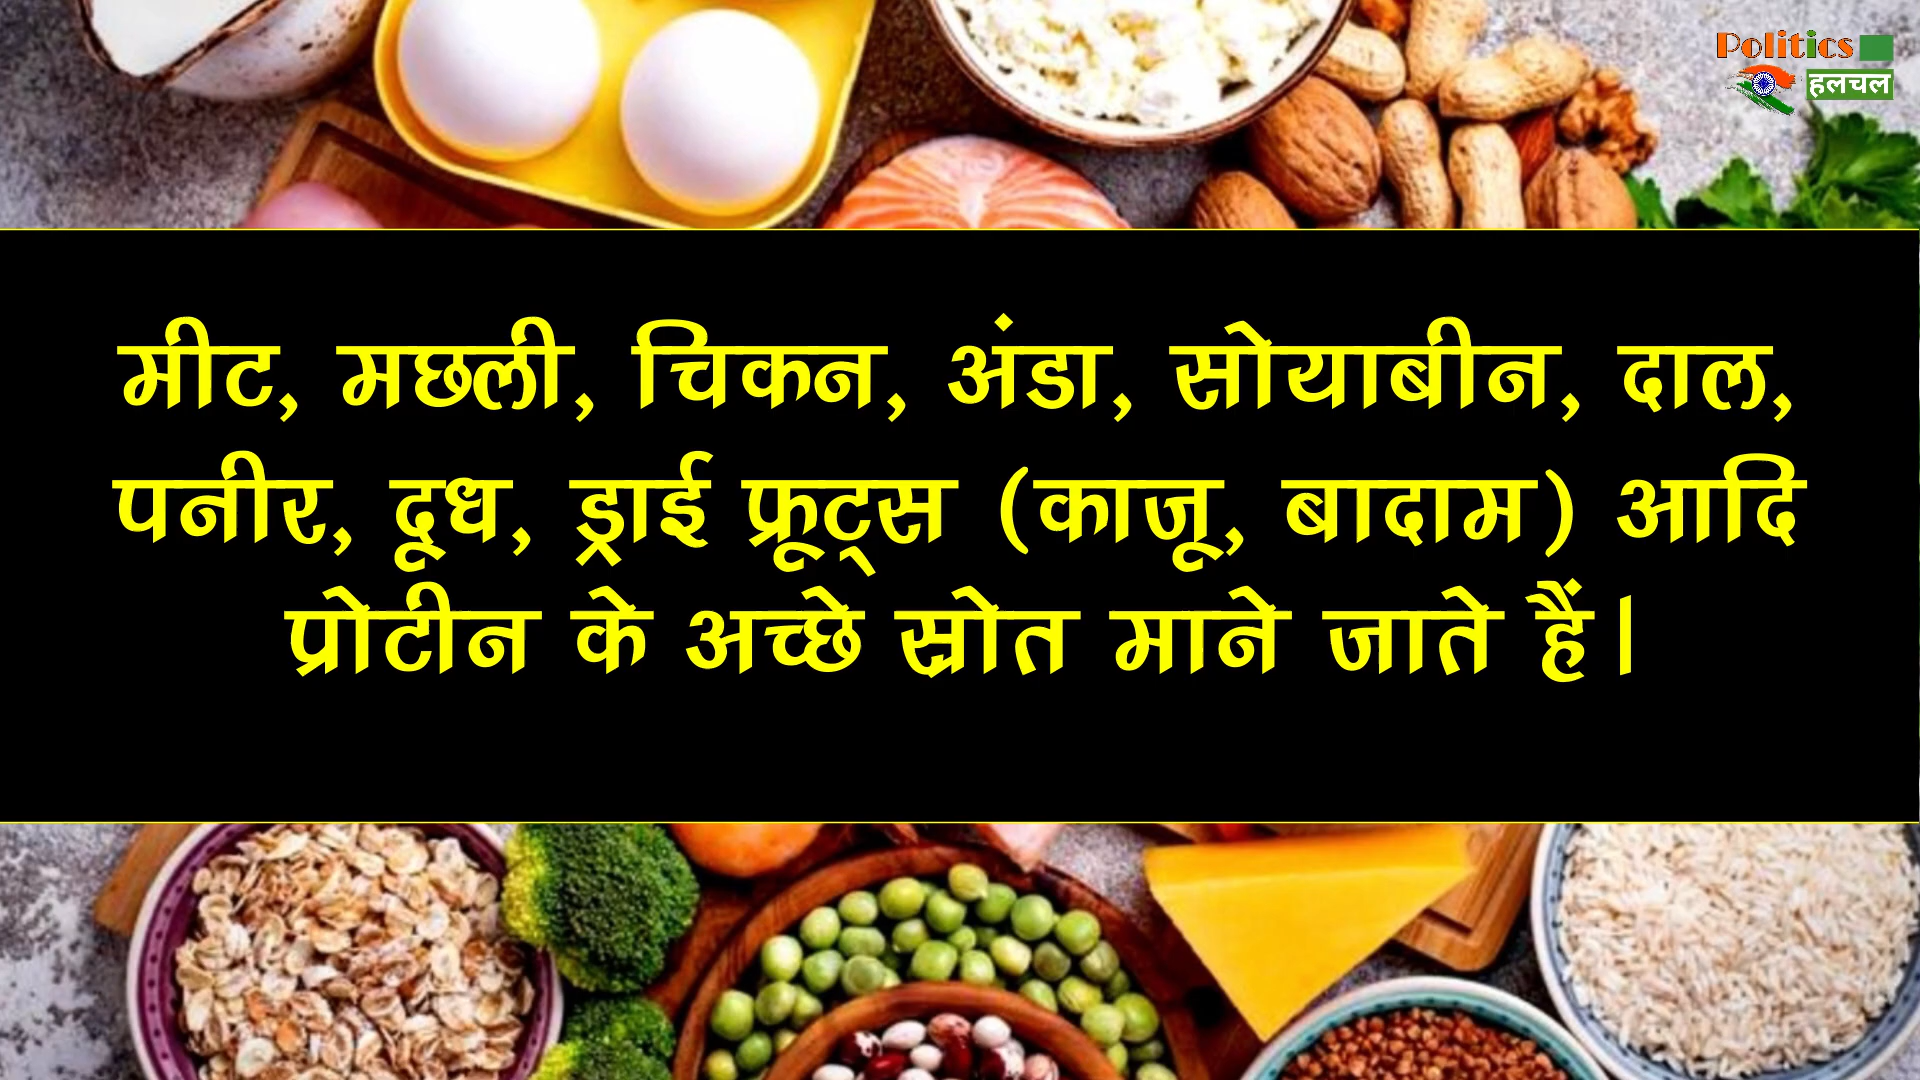 Politics
हलचल
मीट, मछली, चिकन, अंडा, सोयाबीन, दाल,
पनीर, दूध, ड्राई फ्रूट्स (काजू, बादाम) आदि
प्रोटीन के अच्छे स्रोत माने जाते हैं।